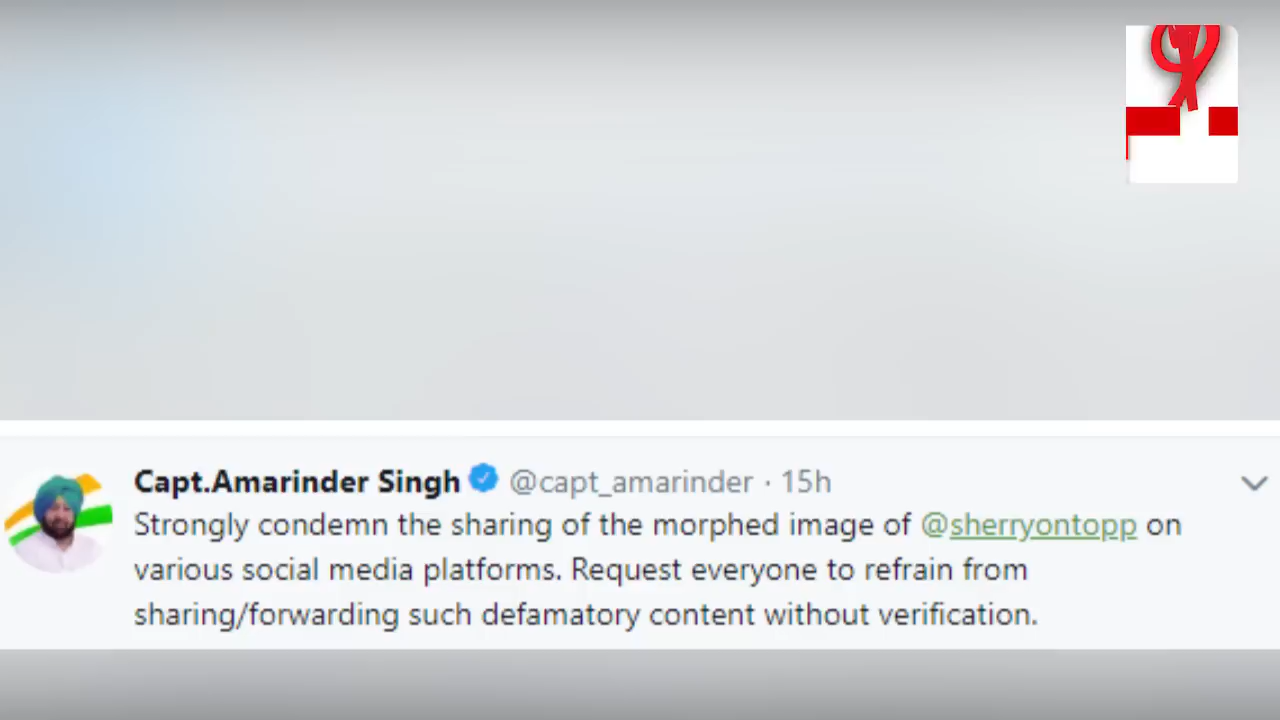 Capt.Amarinder Singh @capt_amarinder · 15h
Strongly condemn the sharing of the morphed image of @sherryontopp on
various social media platforms. Request everyone to refrain from
sharing/forwarding such defamatory content without verification.